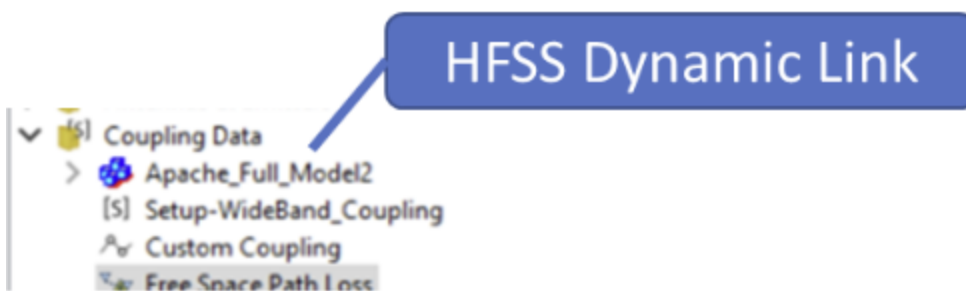 HFSS Dynamic Link
[S] Coupling Data
Apache_Full_Model2
[S] Setup-WideBand_Coupling
Custom Coupling
Free Space Path Loss